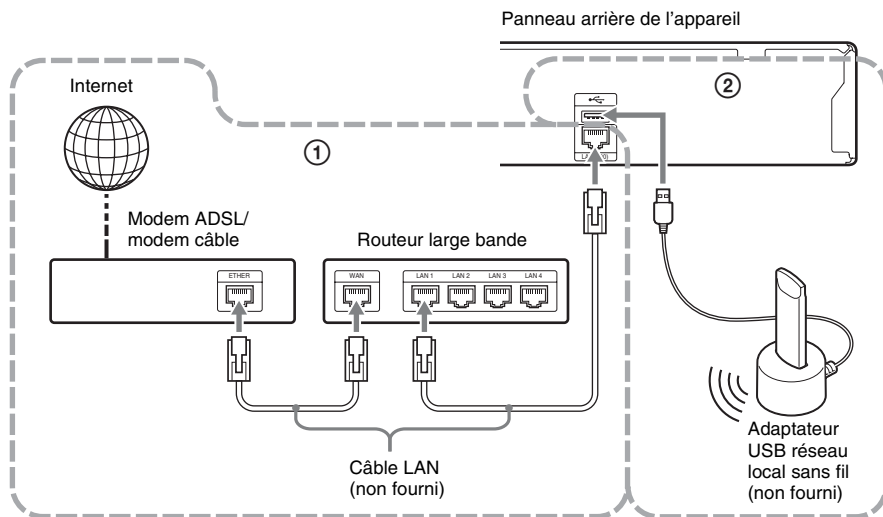 Panneau arrière de l’appareil
②
Internet
①
Modem ADSL/
modem câble
Routeur large bande
ETHER
WAN
LAN 1
LAN 2
LAN 3
LAN 4
Câble LAN
(non fourni)
Adaptateur
USB réseau
local sans fil
(non fourni)